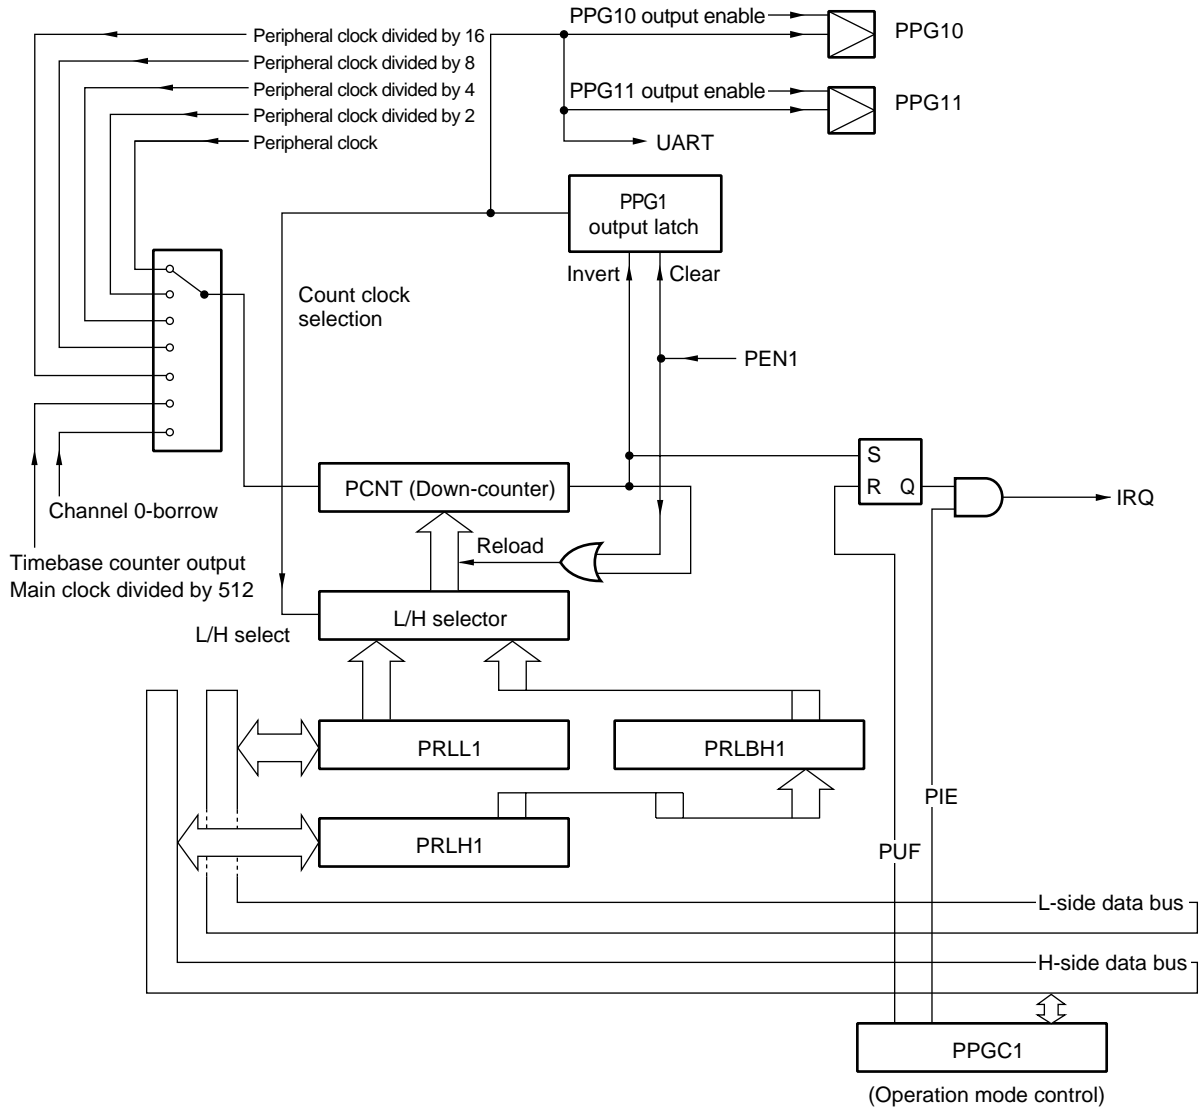 PPG10 output enable
PPG10
Peripheral clock divided by 16
Peripheral clock divided by 8
Peripheral clock divided by 4
Peripheral clock divided by 2
Peripheral clock
PPG11 output enable
PPG11
UART
PPG1
output latch
Invert
Clear
Count clock
selection
PEN1
S
R Q
IRQ
PCNT (Down-counter)
Channel 0-borrow
Reload
Timebase counter output
Main clock divided by 512
L/H selector
L/H select
PRLL1
PRLBH1
PIE
PRLH1
PUF
L-side data bus
H-side data bus
PPGC1
(Operation mode control)